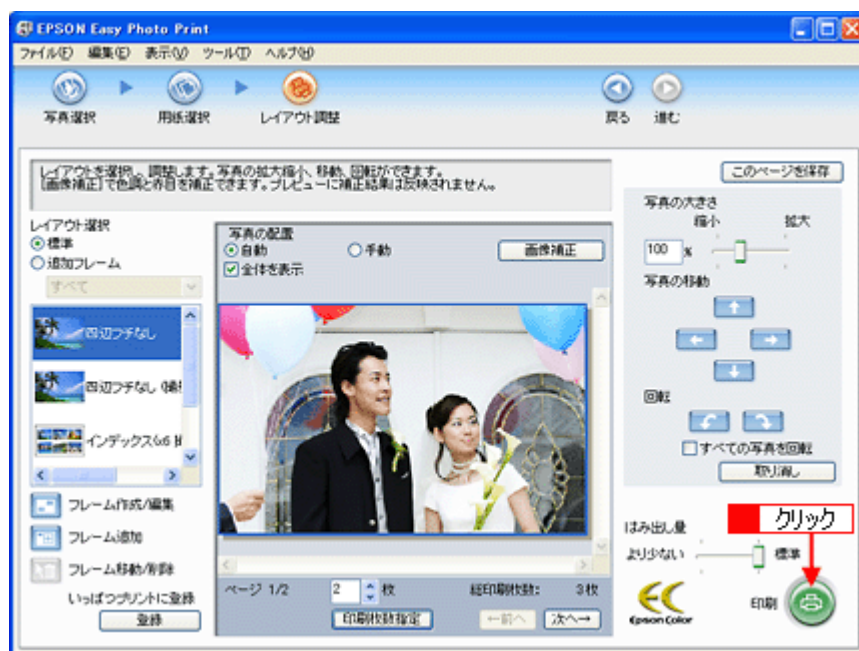 EPSON Easy Photo Print
ファイル(F) 編集(E) 表示(V) ツール(T) ヘルプ(H)
写真選択 用紙選択 レイアウト調整 戻る 進む
レイアウトを選択し、調整します。写真の拡大縮小、移動、回転ができます。
[画像補正]で色調と赤目を補正できます。プレビューに補正結果は反映されません。
このページを保存
レイアウト選択
標準
追加フレーム
すべて
四辺フチなし
四辺フチなし
インデックス
フレーム作成/編集
フレーム追加
フレーム移動/削除
いっぱつプリントに登録
登録
写真の配置
自動 手動 画像補正
全体を表示
ページ 1/2 2 枚 総印刷枚数: 3枚
印刷枚数指定 ←前へ 次へ→
写真の大きさ
縮小 拡大
100 %
写真の移動
回転
すべての写真を回転
取り消し
クリック
はみ出し量
より少ない 標準
Epson Color
印刷